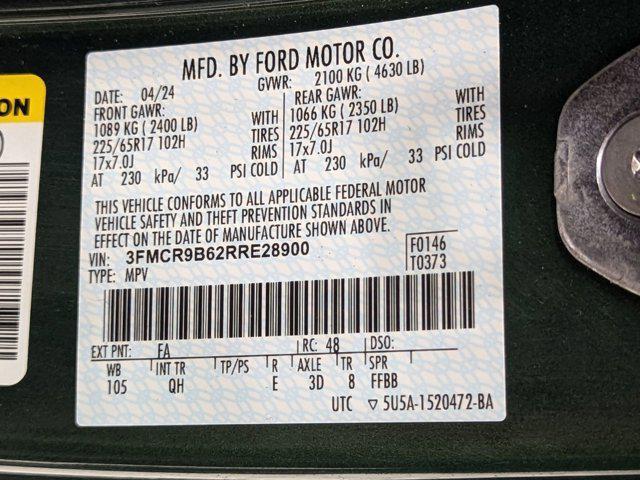 ON
MFD. BY FORD MOTOR CO.
DATE: 04/24 GVWR: 2100 KG ( 4630 LB)
FRONT GAWR: REAR GAWR:
1089 KG ( 2400 LB) WITH 1066 KG ( 2350 LB) WITH
225/65R17 102H TIRES 225/65R17 102H TIRES
17x7.0J RIMS 17x7.0J RIMS
AT 230 kPa/ 33 PSI COLD AT 230 kPa/ 33 PSI COLD
THIS VEHICLE CONFORMS TO ALL APPLICABLE FEDERAL MOTOR
VEHICLE SAFETY AND THEFT PREVENTION STANDARDS IN
EFFECT ON THE DATE OF MANUFACTURE SHOWN ABOVE.
VIN: 3FMCR9B62RRE28900 F0146
TYPE: MPV T0373
EXT PNT: FA RC: 48 DSO:
WB INT TR TP/PS R AXLE TR SPR
105 QH E 3D 8 FFBB
UTC ▽ 5U5A-1520472-BA